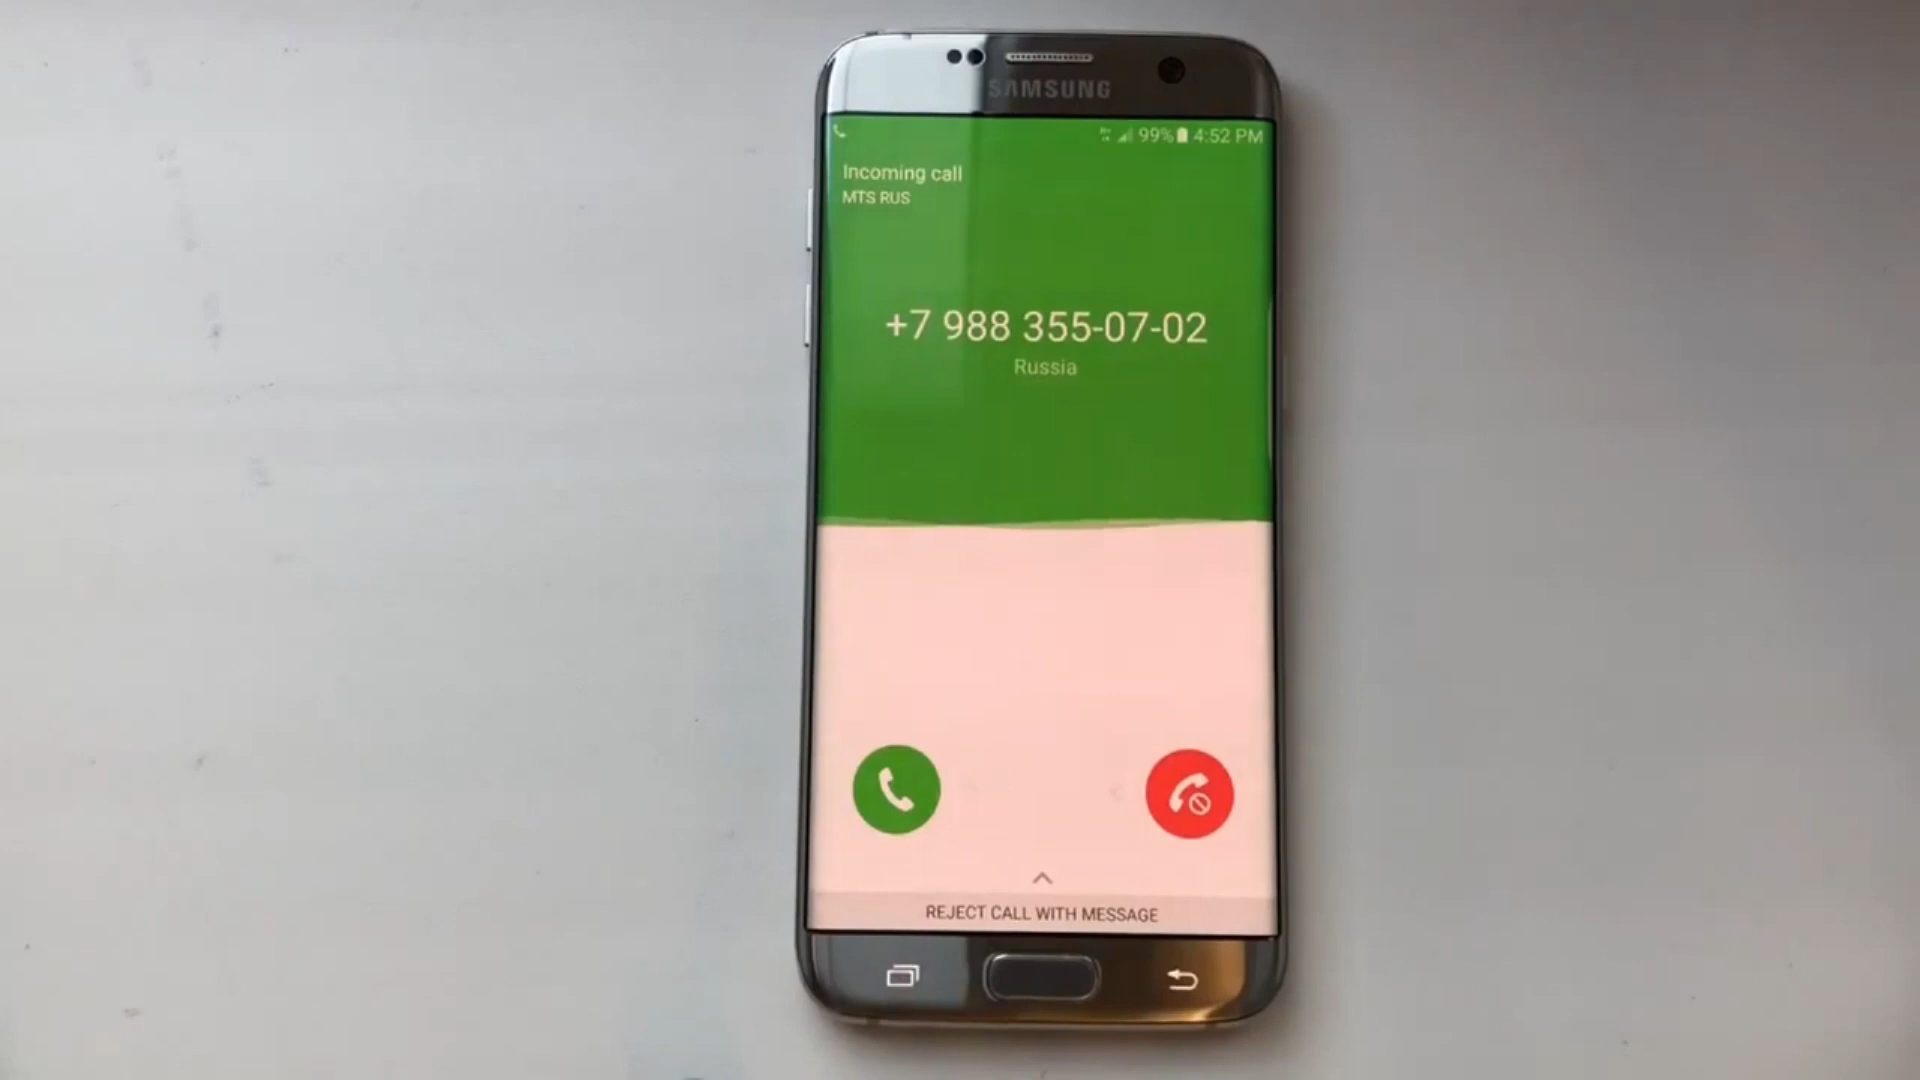 SAMSUNG
99% 4:52 PM
Incoming call
MTS RUS
+7 988 355-07-02
Russia
REJECT CALL WITH MESSAGE